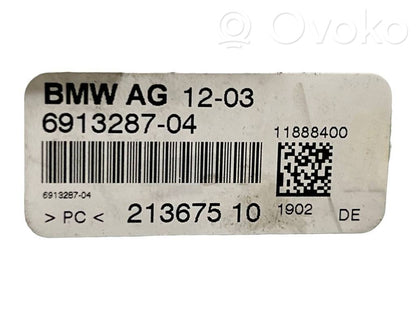 Ovoko
BMW AG 12-03
6913287-04
11888400
6913287-04
> PC < 213675 10
1902 DE